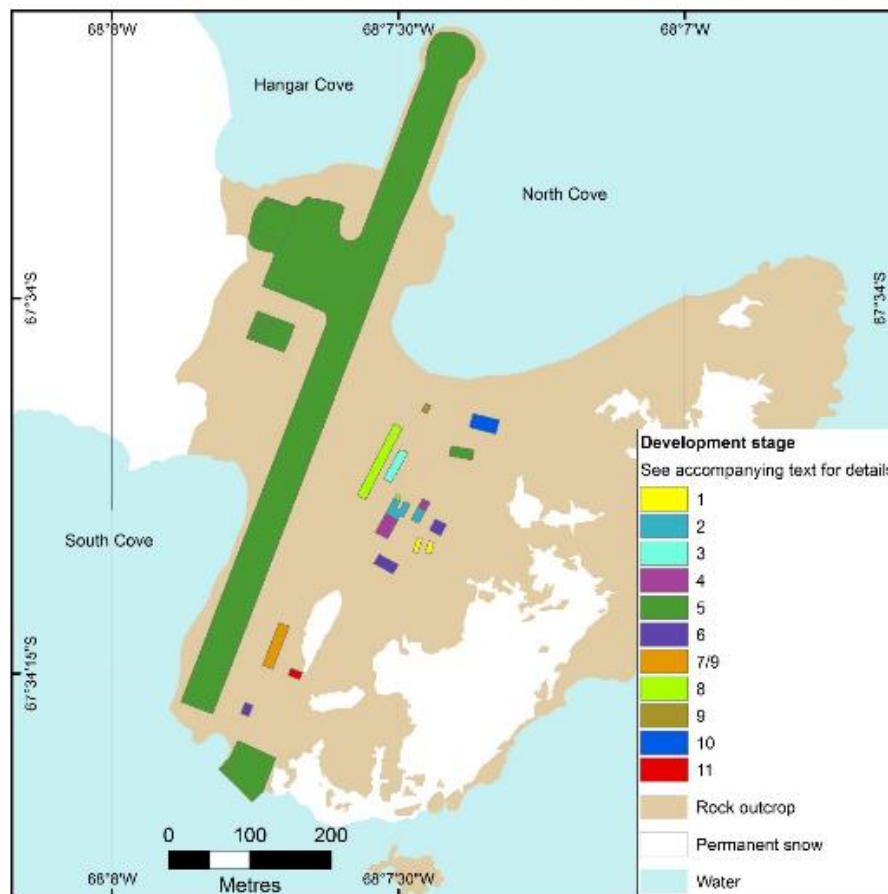 68°8'W
68°7'30"W
68°7'W
Hangar Cove
North Cove
67°34'S
67°34'S
South Cove
67°34'15"S
Development stage
See accompanying text for details
1
2
3
4
5
6
7/9
8
9
10
11
Rock outcrop
Permanent snow
Water
0 100 200
Metres
68°8'W
68°7'30"W